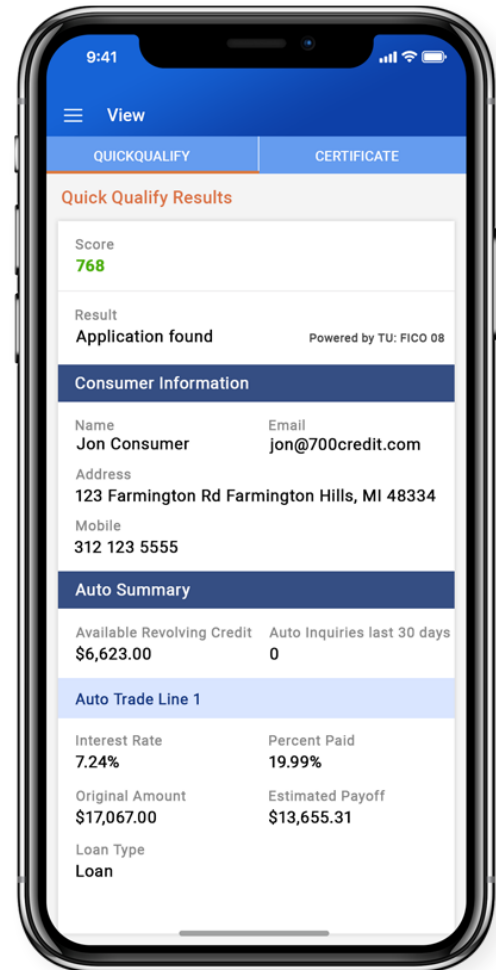 9:41
View
QUICKQUALIFY CERTIFICATE
Quick Qualify Results
Score
768
Result
Application found Powered by TU: FICO 08
Consumer Information
Name Email
Jon Consumer jon@700credit.com
Address
123 Farmington Rd Farmington Hills, MI 48334
Mobile
312 123 5555
Auto Summary
Available Revolving Credit Auto Inquiries last 30 days
$6,623.00 0
Auto Trade Line 1
Interest Rate Percent Paid
7.24% 19.99%
Original Amount Estimated Payoff
$17,067.00 $13,655.31
Loan Type
Loan